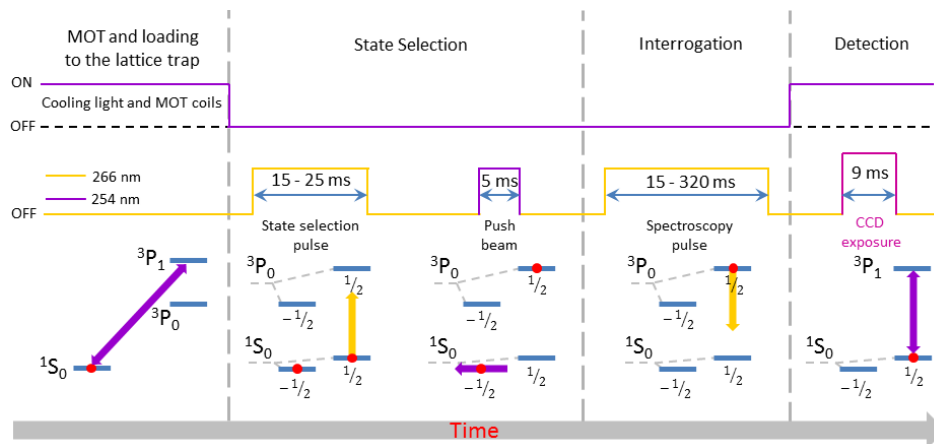 MOT and loading
to the lattice trap
State Selection
Interrogation
Detection
ON
Cooling light and MOT coils
OFF
266 nm
254 nm
OFF
15 - 25 ms
5 ms
15 - 320 ms
9 ms
State selection
pulse
Push
beam
Spectroscopy
pulse
CCD
exposure
³P₁
³P₀
¹S₀
³P₀
1/2
− 1/2
¹S₀
− 1/2
1/2
³P₀
1/2
− 1/2
¹S₀
− 1/2
1/2
³P₀
1/2
− 1/2
¹S₀
− 1/2
1/2
³P₁
¹S₀
− 1/2
1/2
Time